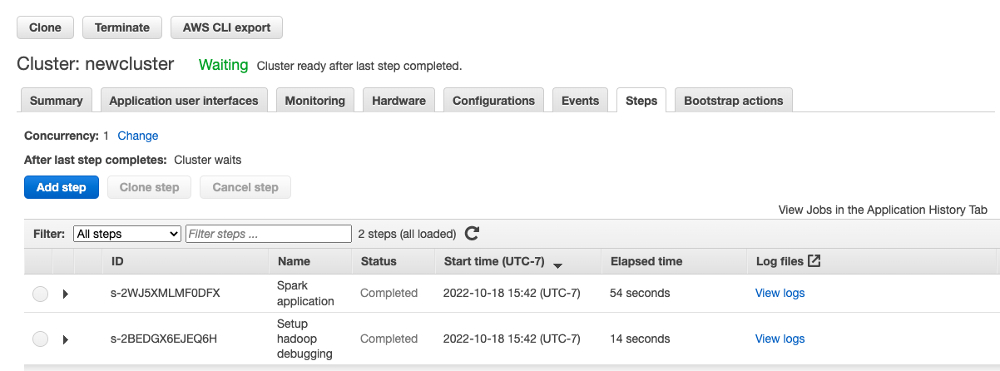 Clone Terminate AWS CLI export
Cluster: newcluster Waiting Cluster ready after last step completed.
Summary Application user interfaces Monitoring Hardware Configurations Events Steps Bootstrap actions
Concurrency: 1 Change
After last step completes: Cluster waits
Add step Clone step Cancel step
View Jobs in the Application History Tab
Filter: All steps Filter steps ... 2 steps (all loaded)
ID Name Status Start time (UTC-7) Elapsed time Log files
s-2WJ5XMLMF0DFX Spark application Completed 2022-10-18 15:42 (UTC-7) 54 seconds View logs
s-2BEDGX6EJEQ6H Setup hadoop debugging Completed 2022-10-18 15:42 (UTC-7) 14 seconds View logs